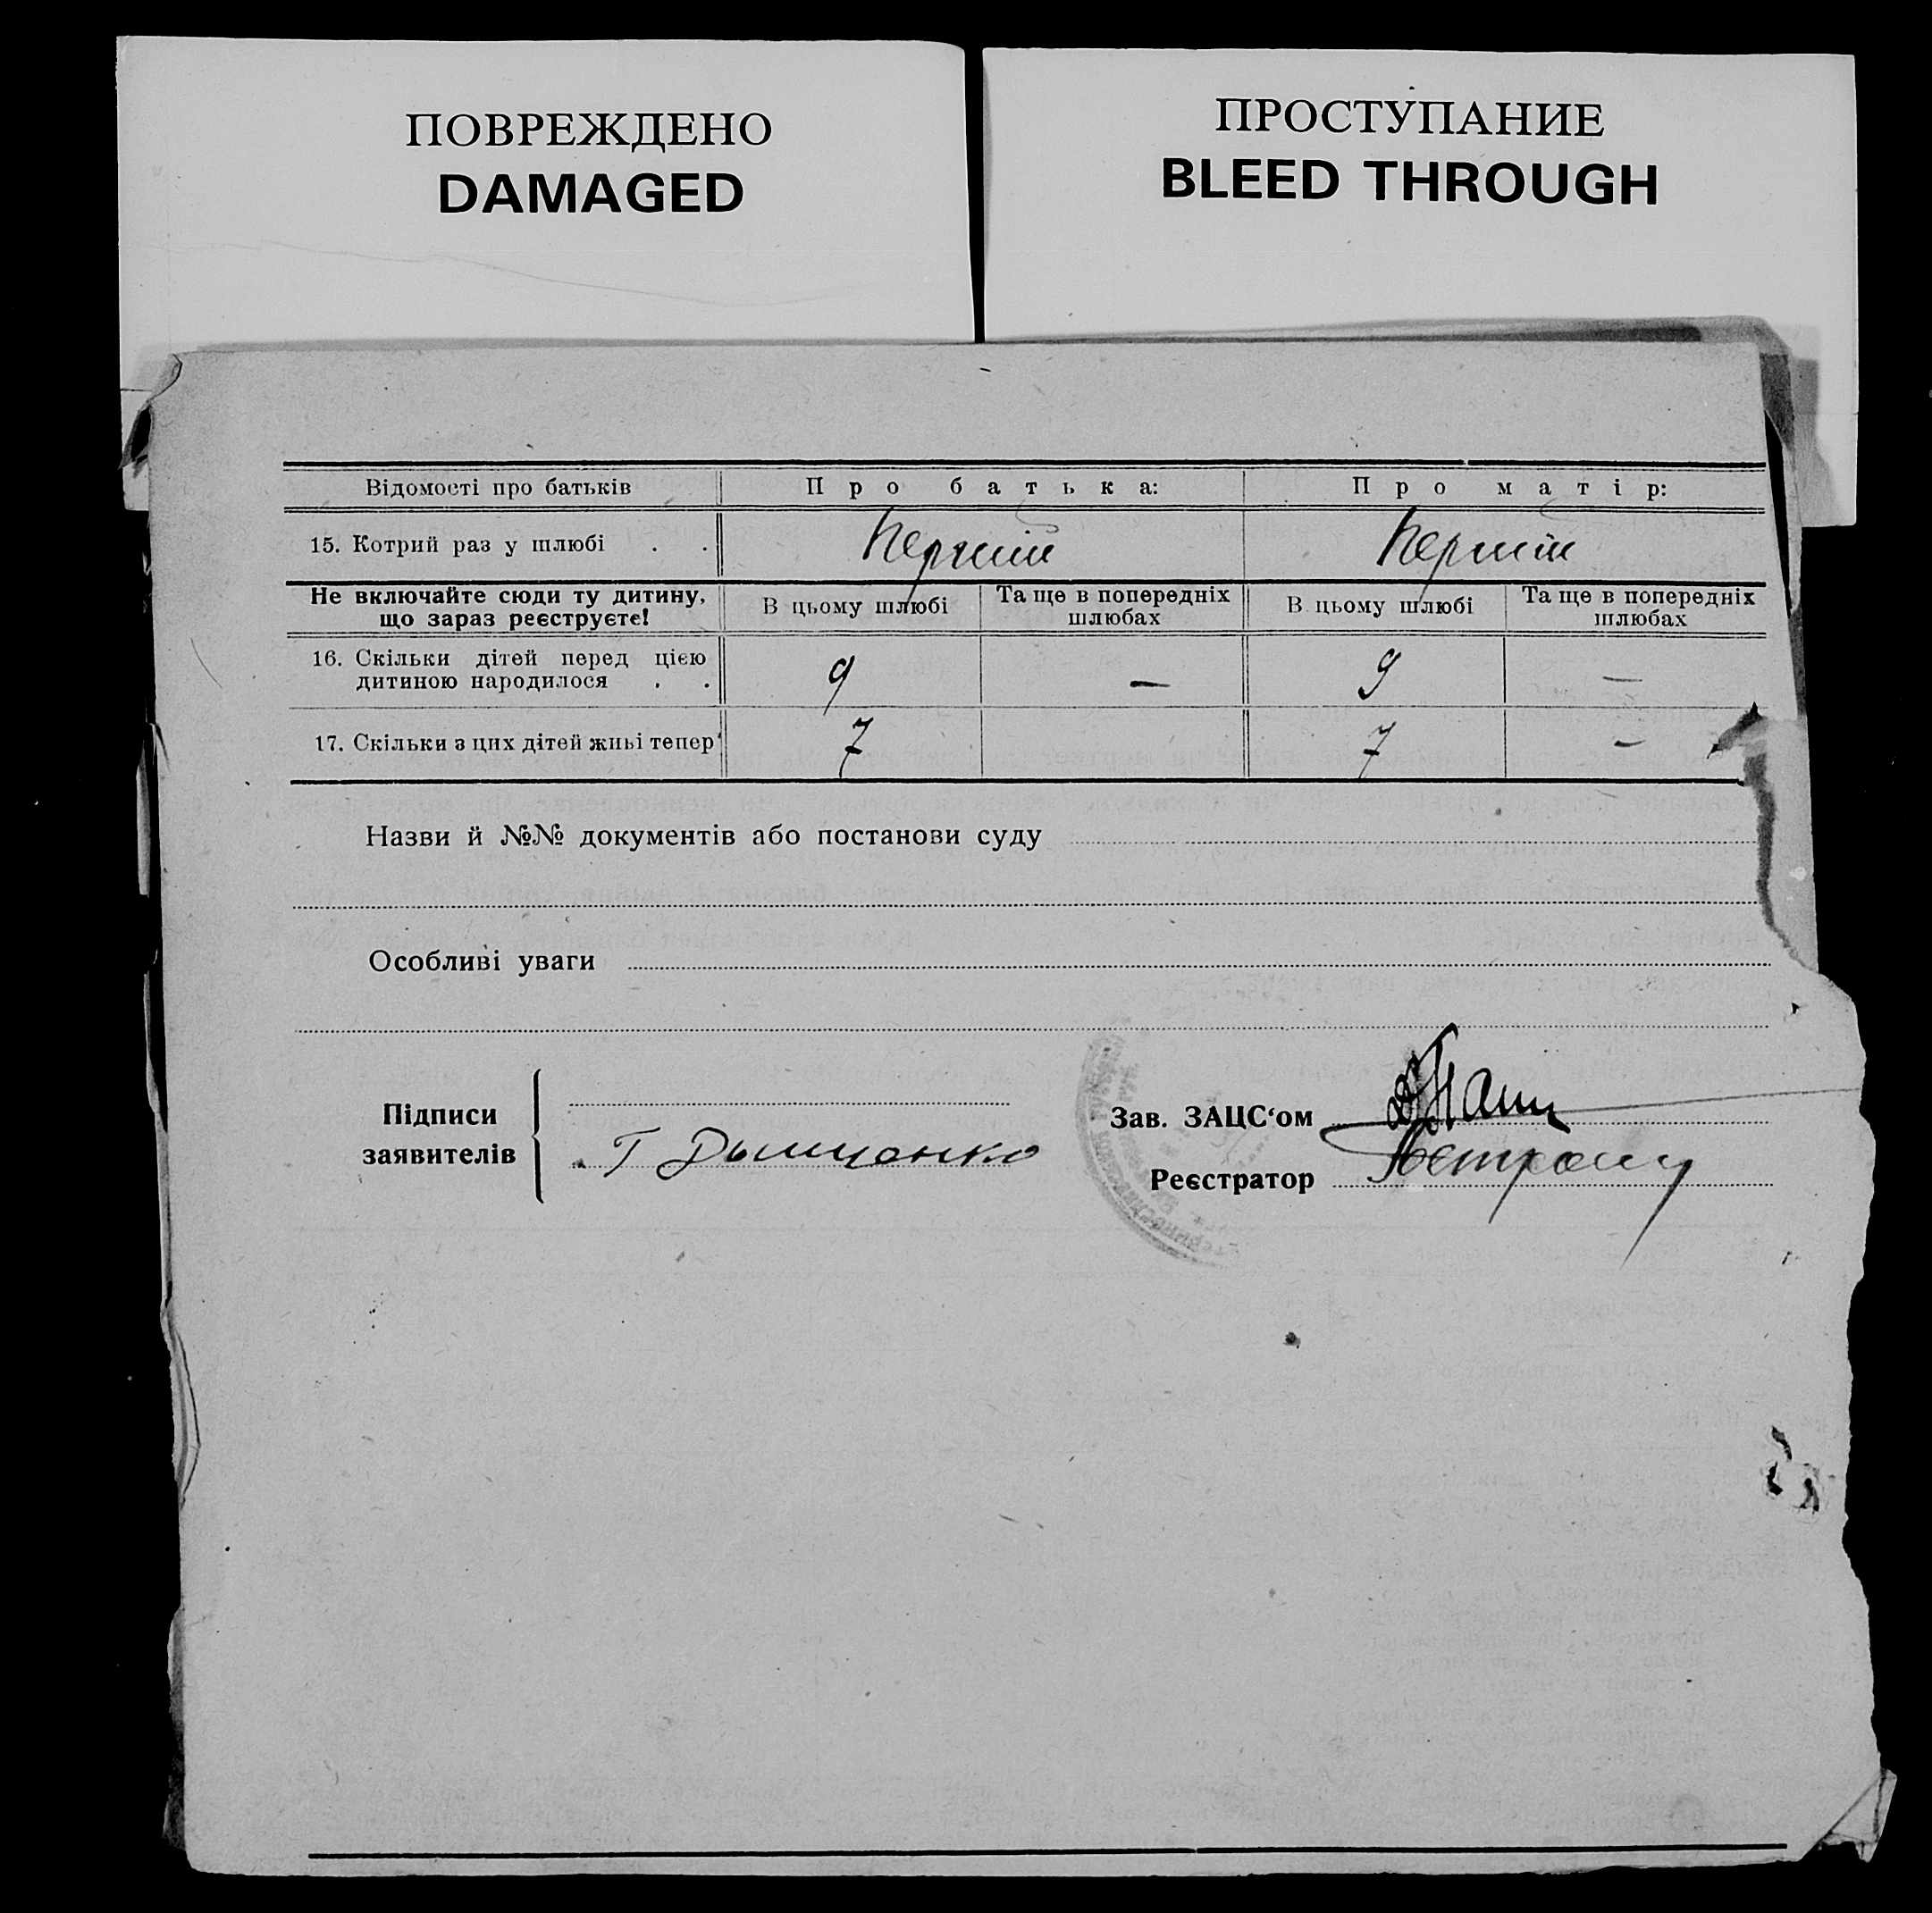 ПОВРЕЖДЕНО
DAMAGED
ПРОСТУПАНИЕ
BLEED THROUGH
Відомості про батьків Про батька: Про матір:
15. Котрий раз у шлюбі . . Перший Перший
Не включайте сюди ту дитину, що зараз реєструєте! В цьому шлюбі Та ще в попередніх шлюбах В цьому шлюбі Та ще в попередніх шлюбах
16. Скільки дітей перед цією
дитиною народилося . . 9 — 9 —
17. Скільки з цих дітей живі тепер 7 7 —
Назви й №№ документів або постанови суду
Особливі уваги
Підписи
заявителів
Г
Зав. ЗАЦС‘ом
Реєстратор